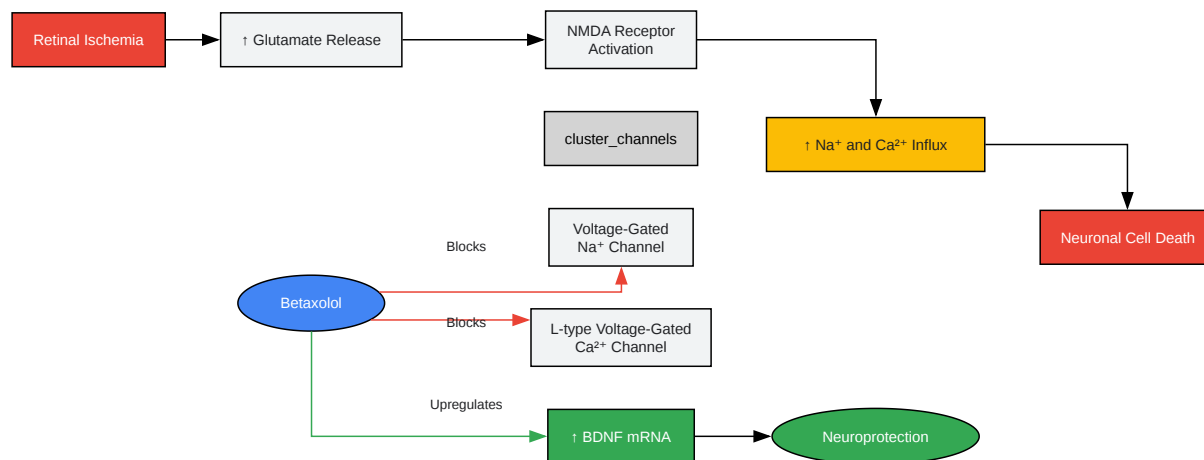 Retinal Ischemia
↑ Glutamate Release
NMDA Receptor
Activation
cluster_channels
↑ Na⁺ and Ca²⁺ Influx
Voltage-Gated
Na⁺ Channel
Neuronal Cell Death
Blocks
Betaxolol
Blocks
L-type Voltage-Gated
Ca²⁺ Channel
Upregulates
↑ BDNF mRNA
Neuroprotection